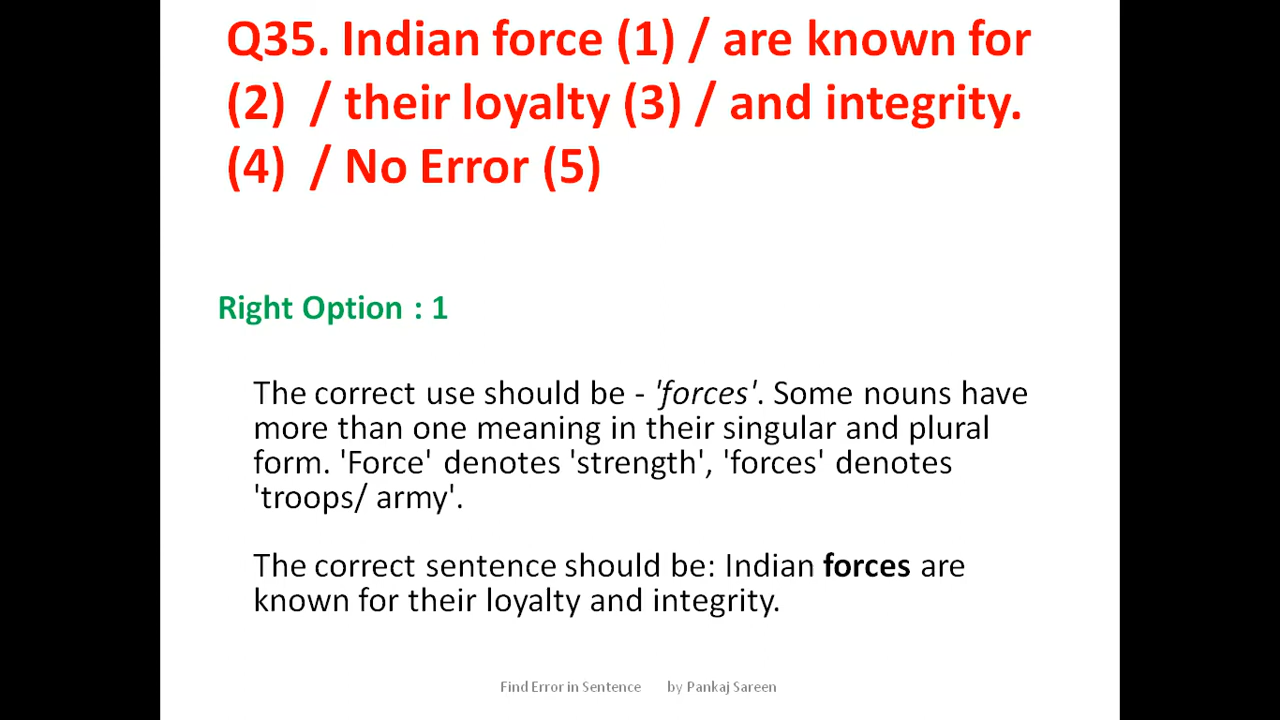 Q35. Indian force (1) / are known for
(2) / their loyalty (3) / and integrity.
(4) / No Error (5)
Right Option : 1
The correct use should be - 'forces'. Some nouns have
more than one meaning in their singular and plural
form. 'Force' denotes 'strength', 'forces' denotes
'troops/ army'.
The correct sentence should be: Indian forces are
known for their loyalty and integrity.
Find Error in Sentence by Pankaj Sareen